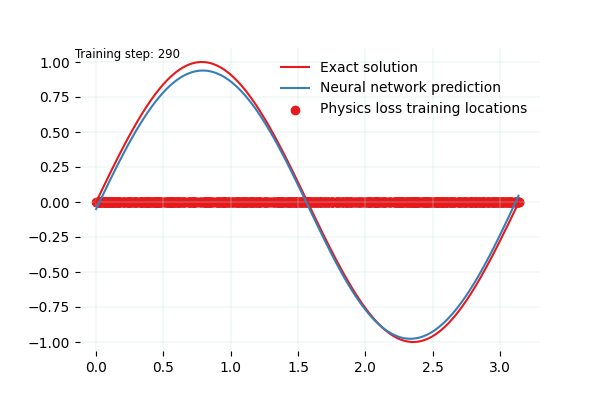 Training step: 290
Exact solution
Neural network prediction
Physics loss training locations
1.00
0.75
0.50
0.25
0.00
−0.25
−0.50
−0.75
−1.00
0.0 0.5 1.0 1.5 2.0 2.5 3.0